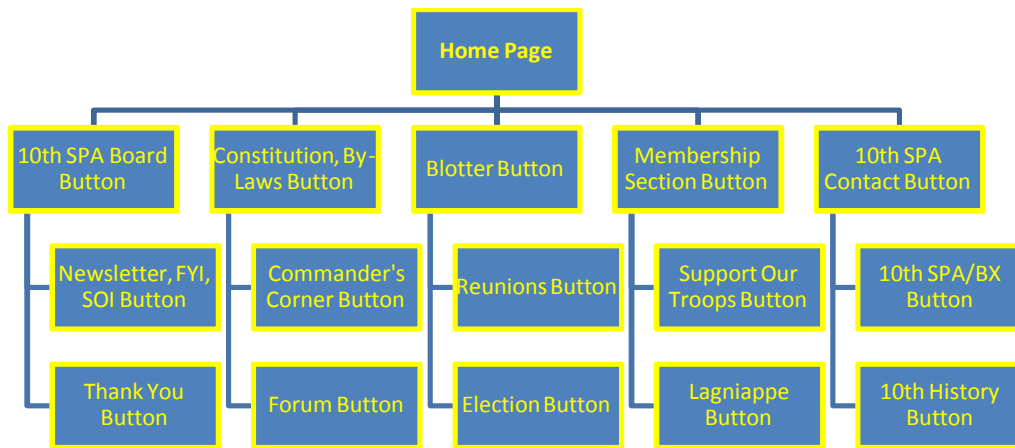 Home Page
10th SPA Board
Button
Constitution, By-
Laws Button
Blotter Button
Membership
Section Button
10th SPA
Contact Button
Newsletter, FYI,
SOI Button
Commander's
Corner Button
Reunions Button
Support Our
Troops Button
10th SPA/BX
Button
Thank You
Button
Forum Button
Election Button
Lagniappe
Button
10th History
Button